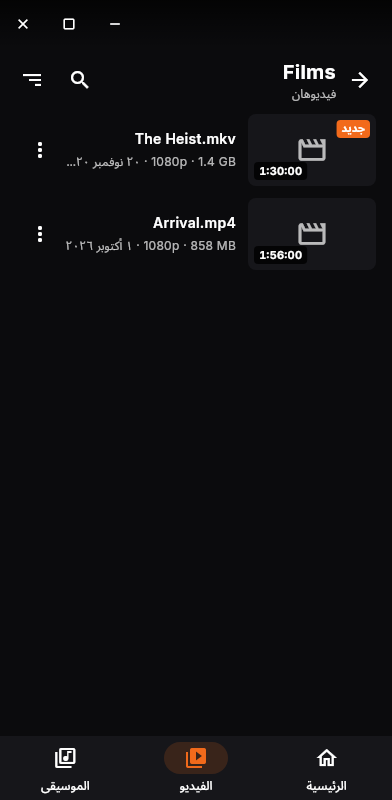 Films
فيديوهان
جديد
1:30:00
The Heist.mkv
1.4 GB · 1080p · ٢٠ نوفمبر ٢٠...
1:56:00
Arrival.mp4
858 MB · 1080p · ١ أكتوبر ٢٠٢٦
الرئيسية
الفيديو
الموسيقى